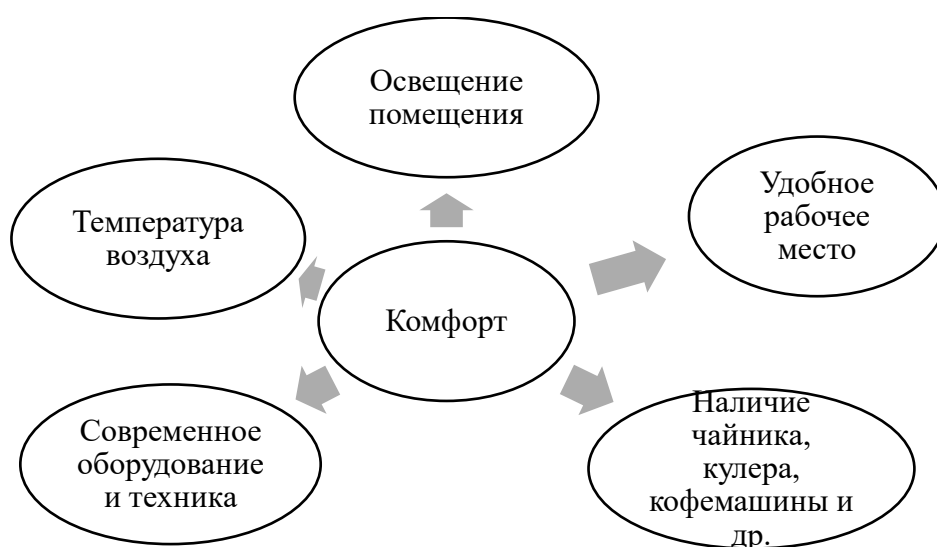 Освещение
помещения
Температура
воздуха
Удобное
рабочее
место
Комфорт
Современное
оборудование
и техника
Наличие
чайника,
кулера,
кофемашины и
др.